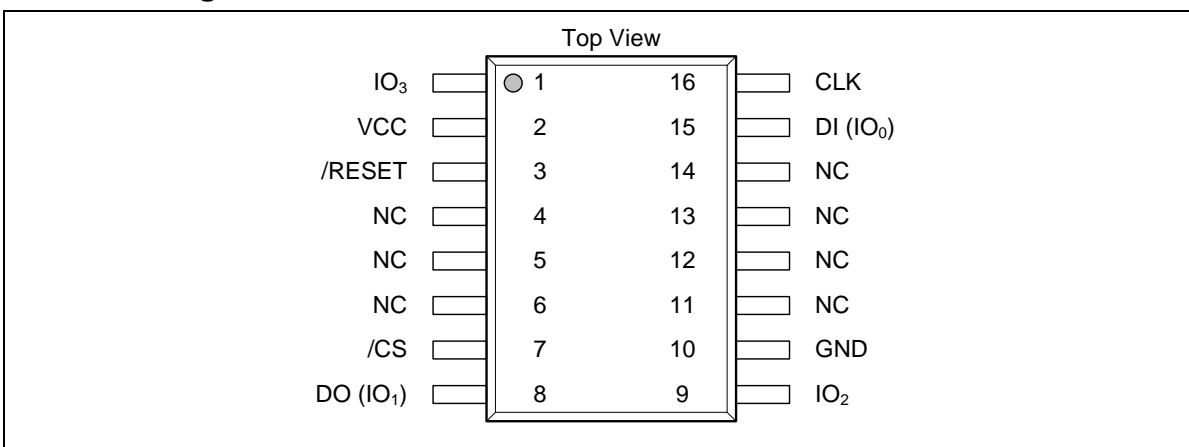 Top View
IO₃ 1 16 CLK
VCC 2 15 DI (IO₀)
/RESET 3 14 NC
NC 4 13 NC
NC 5 12 NC
NC 6 11 NC
/CS 7 10 GND
DO (IO₁) 8 9 IO₂